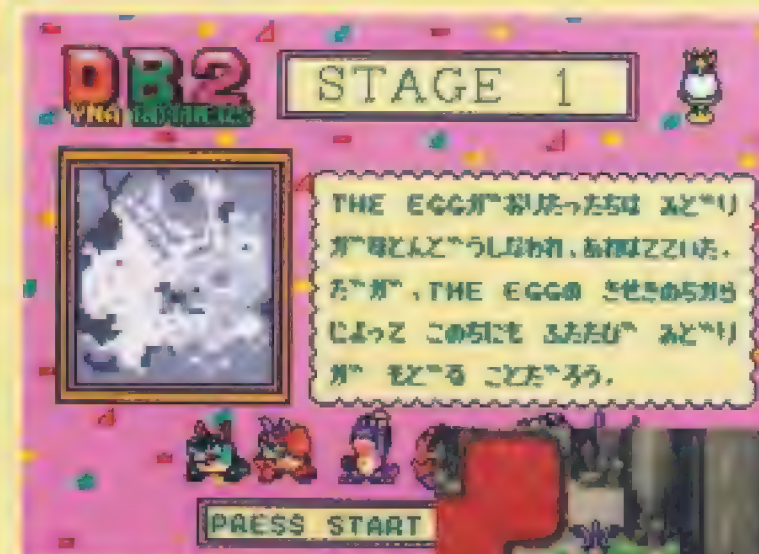 DB2
YNA ROTHERS
STAGE 1
THE EGGが おりたったちは みどり
が ほとんど うしなわれ、あれはてていた。
だが、THE EGGの きせきのちから
によって このちにも ふたたび みどり
が もどる ことだろう。
PRESS START